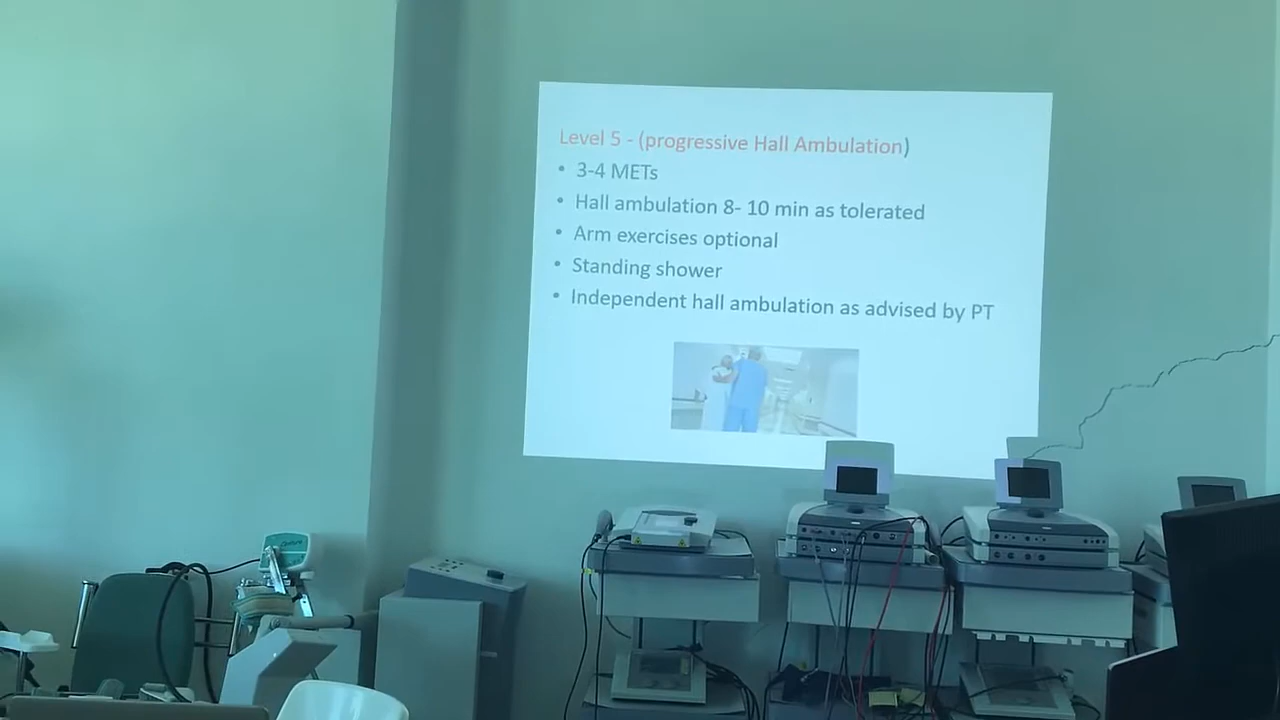 Level 5 - (progressive Hall Ambulation)
• 3-4 METs
• Hall ambulation 8- 10 min as tolerated
• Arm exercises optional
• Standing shower
• Independent hall ambulation as advised by PT